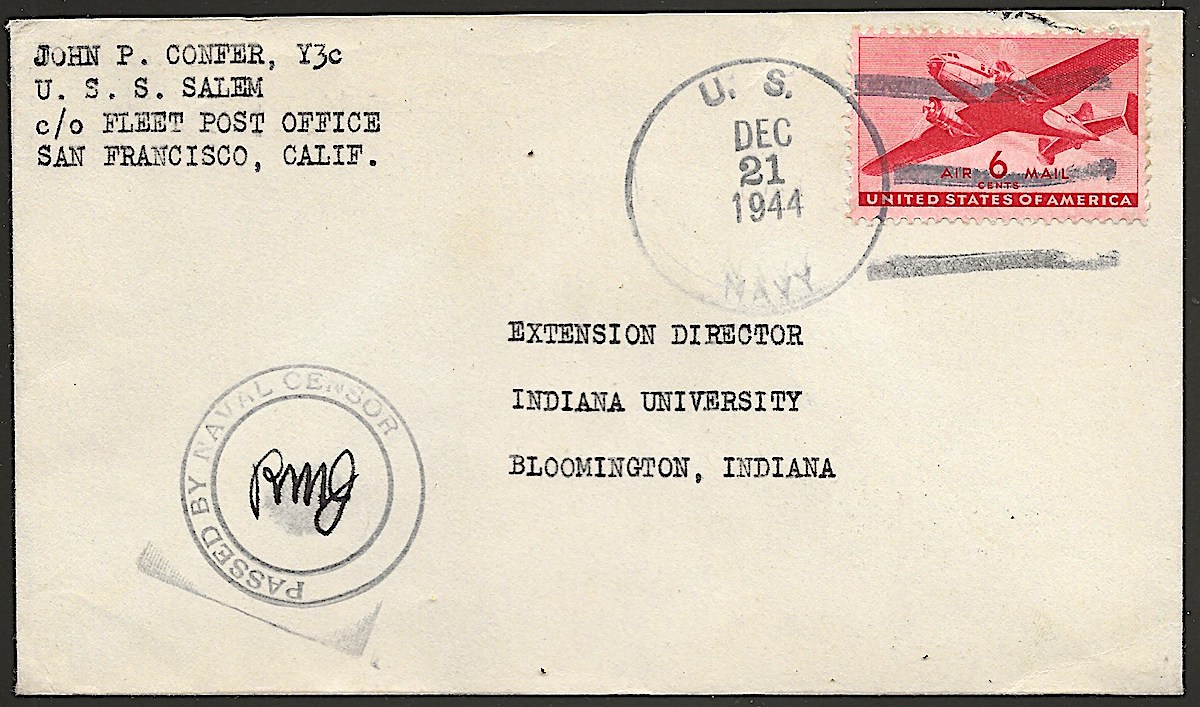 JOHN P. CONFER, Y3c
U. S. S. SALEM
c/o FLEET POST OFFICE
SAN FRANCISCO, CALIF.
U. S.
DEC
21
1944
NAVY
AIR 6 MAIL
CENTS
UNITED STATES OF AMERICA
EXTENSION DIRECTOR
INDIANA UNIVERSITY
BLOOMINGTON, INDIANA
PASSED BY NAVAL CENSOR
RMJ